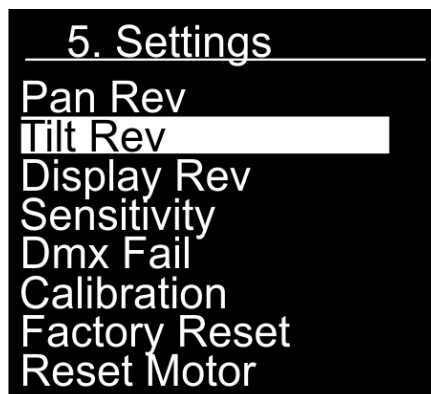 5. Settings
Pan Rev
Tilt Rev
Display Rev
Sensitivity
Dmx Fail
Calibration
Factory Reset
Reset Motor